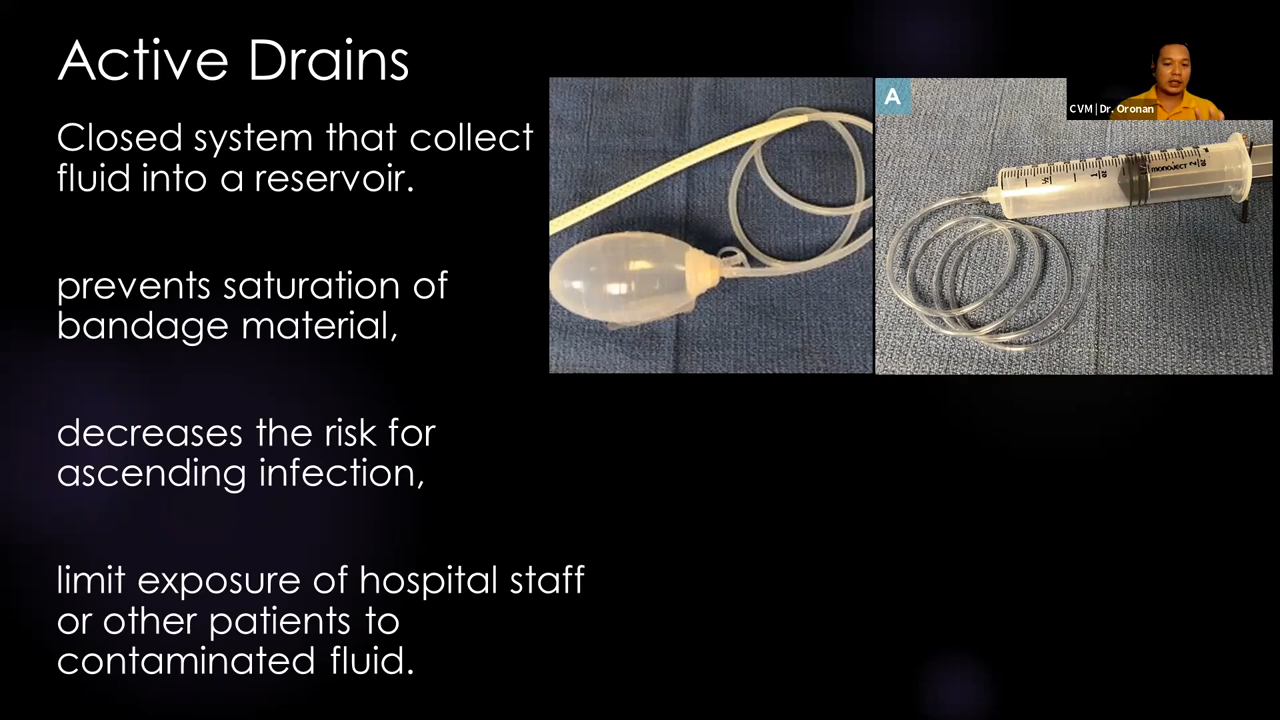 Active Drains
Closed system that collect
fluid into a reservoir.
prevents saturation of
bandage material,
decreases the risk for
ascending infection,
limit exposure of hospital staff
or other patients to
contaminated fluid.
A
CVM|Dr. Oronan
MONOJECT